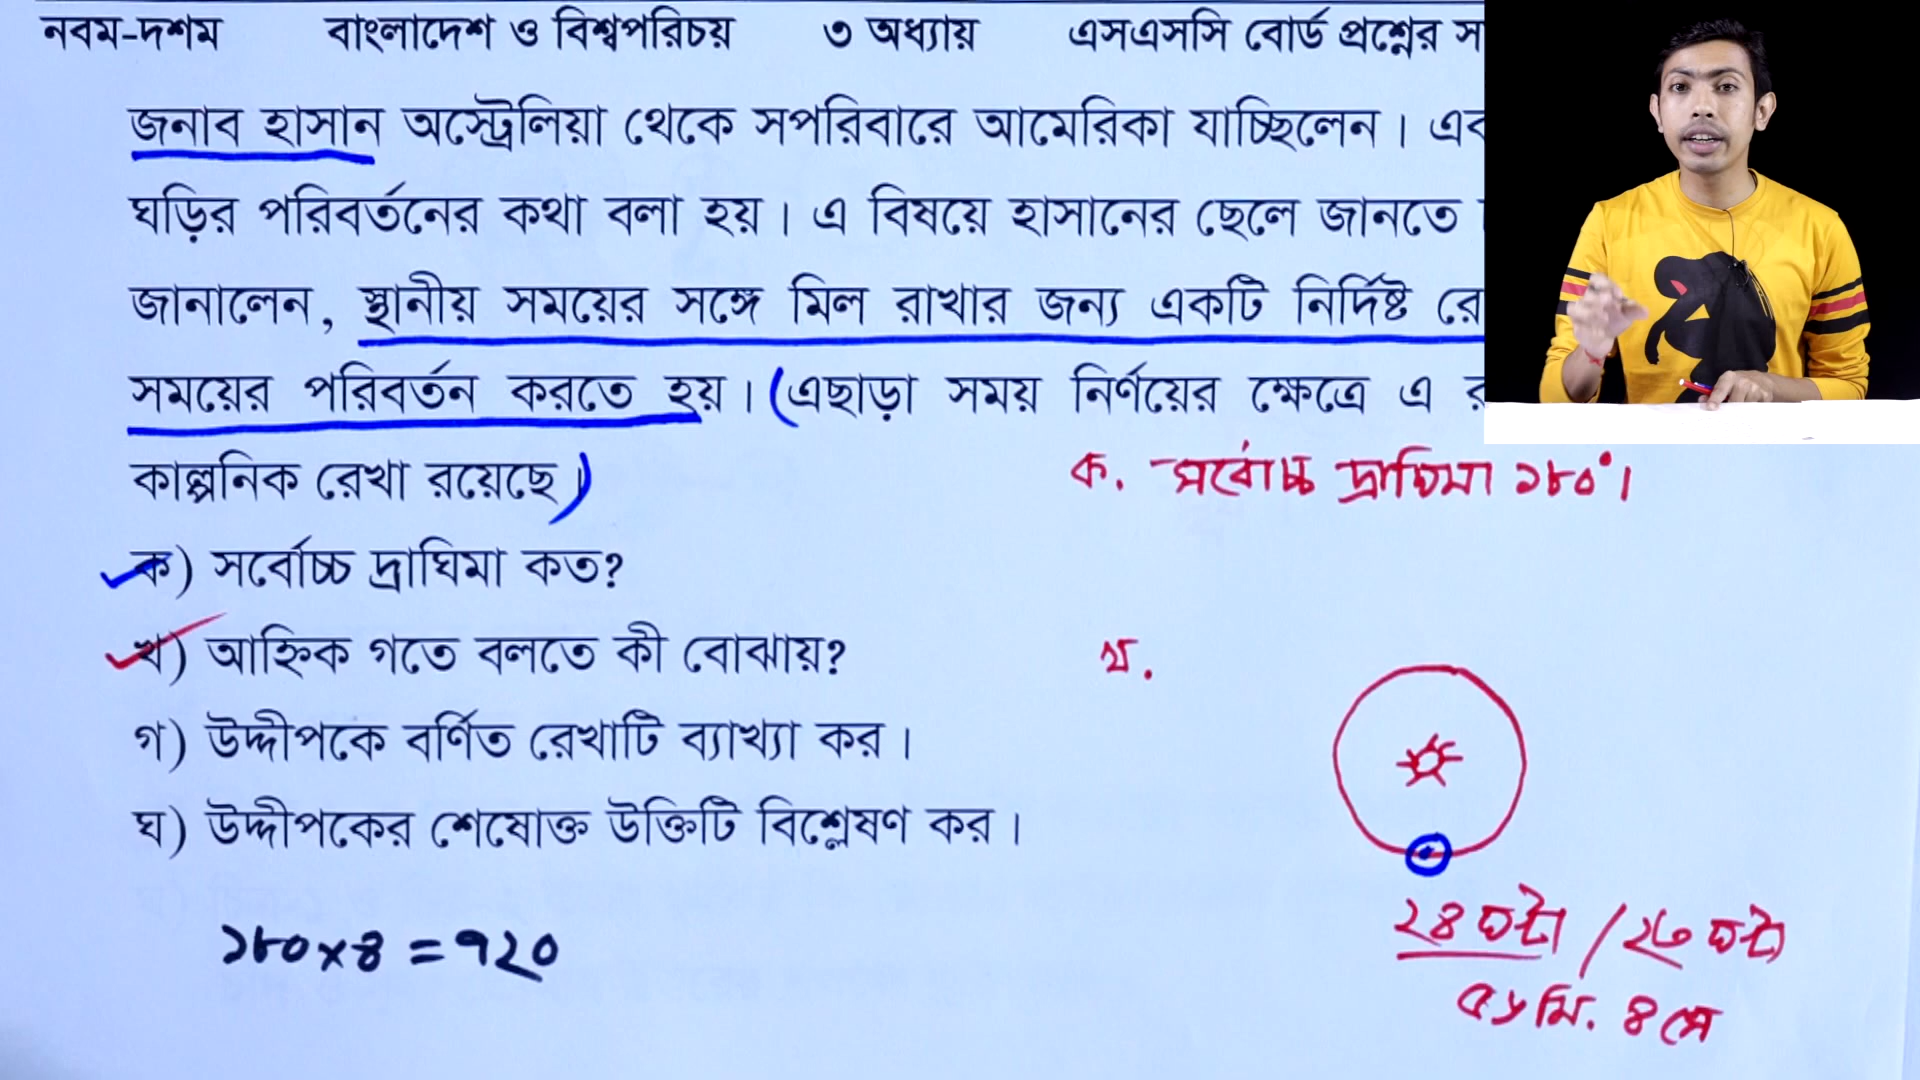 নবম-দশম বাংলাদেশ ও বিশ্বপরিচয় ৩ অধ্যায় এসএসসি বোর্ড প্রশ্নের স
জনাব হাসান অস্ট্রেলিয়া থেকে সপরিবারে আমেরিকা যাচ্ছিলেন। এক
ঘড়ির পরিবর্তনের কথা বলা হয়। এ বিষয়ে হাসানের ছেলে জানতে
জানালেন, স্থানীয় সময়ের সঙ্গে মিল রাখার জন্য একটি নির্দিষ্ট রে
সময়ের পরিবর্তন করতে হয়। (এছাড়া সময় নির্ণয়ের ক্ষেত্রে এ র
কাল্পনিক রেখা রয়েছে।)
ক. সর্বোচ্চ দ্রাঘিমা ১৮০°।
ক) সর্বোচ্চ দ্রাঘিমা কত?
খ) আহ্নিক গতে বলতে কী বোঝায়?
খ.
গ) উদ্দীপকে বর্ণিত রেখাটি ব্যাখ্যা কর।
ঘ) উদ্দীপকের শেষোক্ত উক্তিটি বিশ্লেষণ কর।
১৮০×৪ = ৭২০
২৪ ঘন্টা / ২৩ ঘন্টা
৫৬ মি. ৪ সে